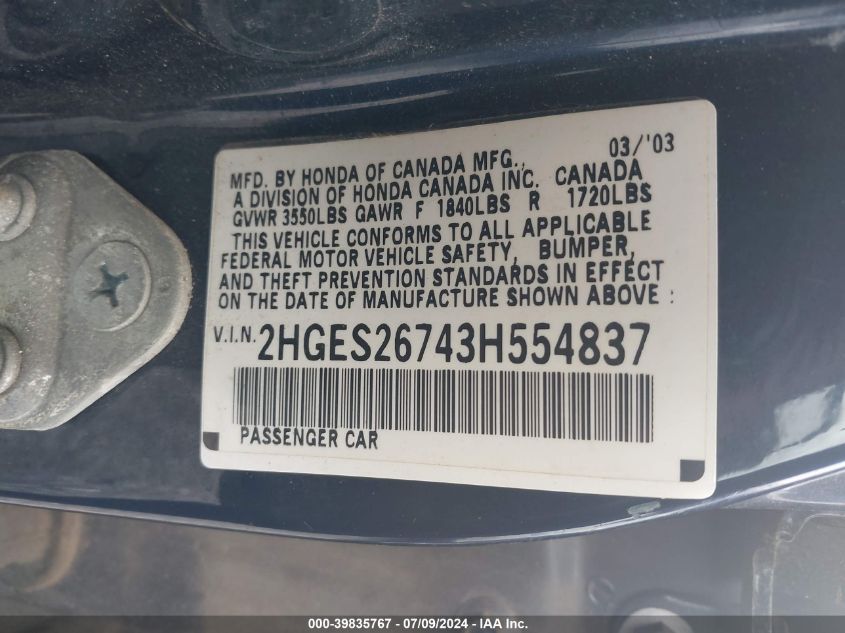 03/'03
MFD. BY HONDA OF CANADA MFG.,
A DIVISION OF HONDA CANADA INC. CANADA
GVWR 3550LBS GAWR F 1840LBS R 1720LBS
THIS VEHICLE CONFORMS TO ALL APPLICABLE
FEDERAL MOTOR VEHICLE SAFETY, BUMPER,
AND THEFT PREVENTION STANDARDS IN EFFECT
ON THE DATE OF MANUFACTURE SHOWN ABOVE :
V.I.N. 2HGES26743H554837
PASSENGER CAR
000-39835767 - 07/09/2024 - IAA Inc.